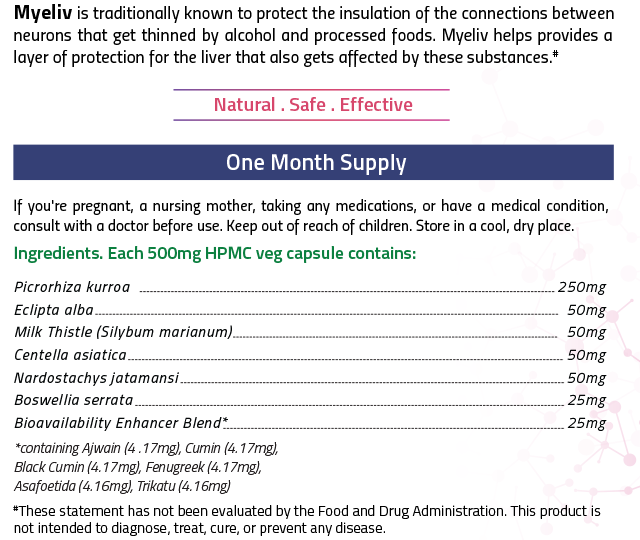 Myeliv is traditionally known to protect the insulation of the connections between
neurons that get thinned by alcohol and processed foods. Myeliv helps provides a
layer of protection for the liver that also gets affected by these substances.#
Natural . Safe . Effective
One Month Supply
If you're pregnant, a nursing mother, taking any medications, or have a medical condition,
consult with a doctor before use. Keep out of reach of children. Store in a cool, dry place.
Ingredients. Each 500mg HPMC veg capsule contains:
Picrorhiza kurroa 250mg
Eclipta alba 50mg
Milk Thistle (Silybum marianum) 50mg
Centella asiatica 50mg
Nardostachys jatamansi 50mg
Boswellia serrata 25mg
Bioavailability Enhancer Blend* 25mg
*containing Ajwain (4 .17mg), Cumin (4.17mg),
Black Cumin (4.17mg), Fenugreek (4.17mg),
Asafoetida (4.16mg), Trikatu (4.16mg)
#These statement has not been evaluated by the Food and Drug Administration. This product is
not intended to diagnose, treat, cure, or prevent any disease.